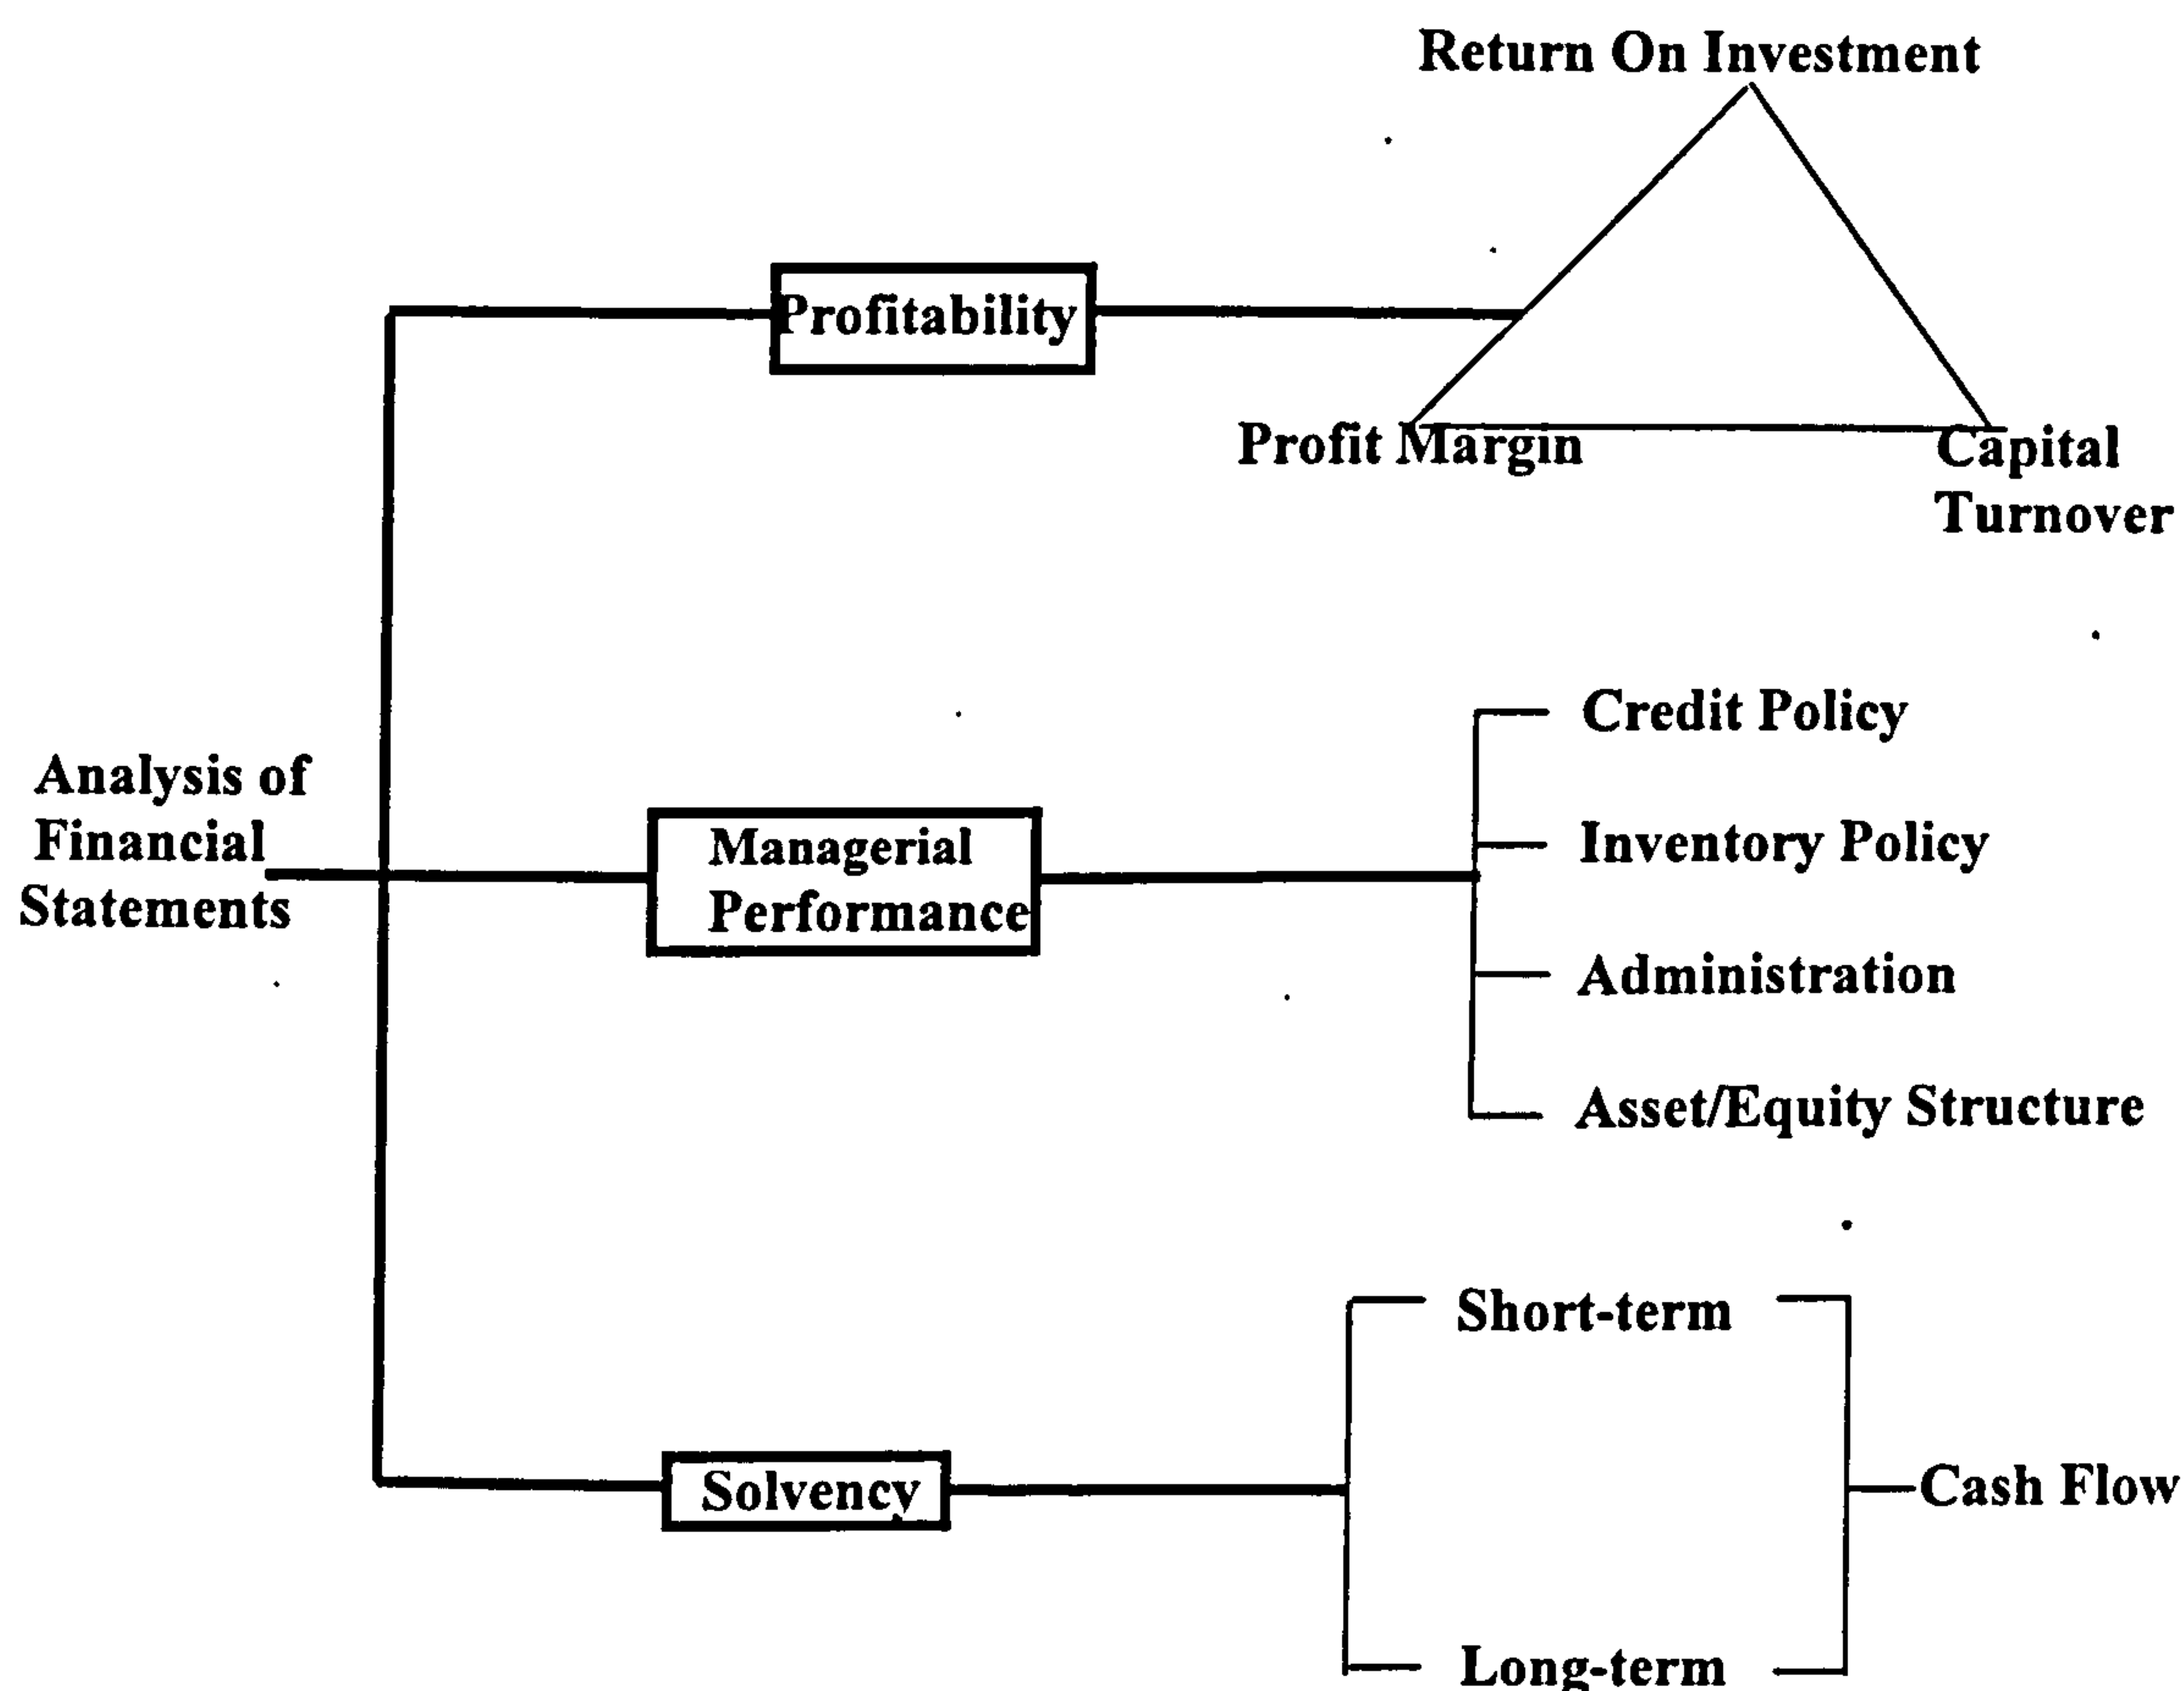 Return On Investment
Profitability
Profit Margin
Capital
Turnover
Credit Policy
Analysis of
Financial
Statements
Managerial
Performance
Inventory Policy
Administration
Asset/Equity Structure
Short-term
Solvency
Cash Flow
Long-term